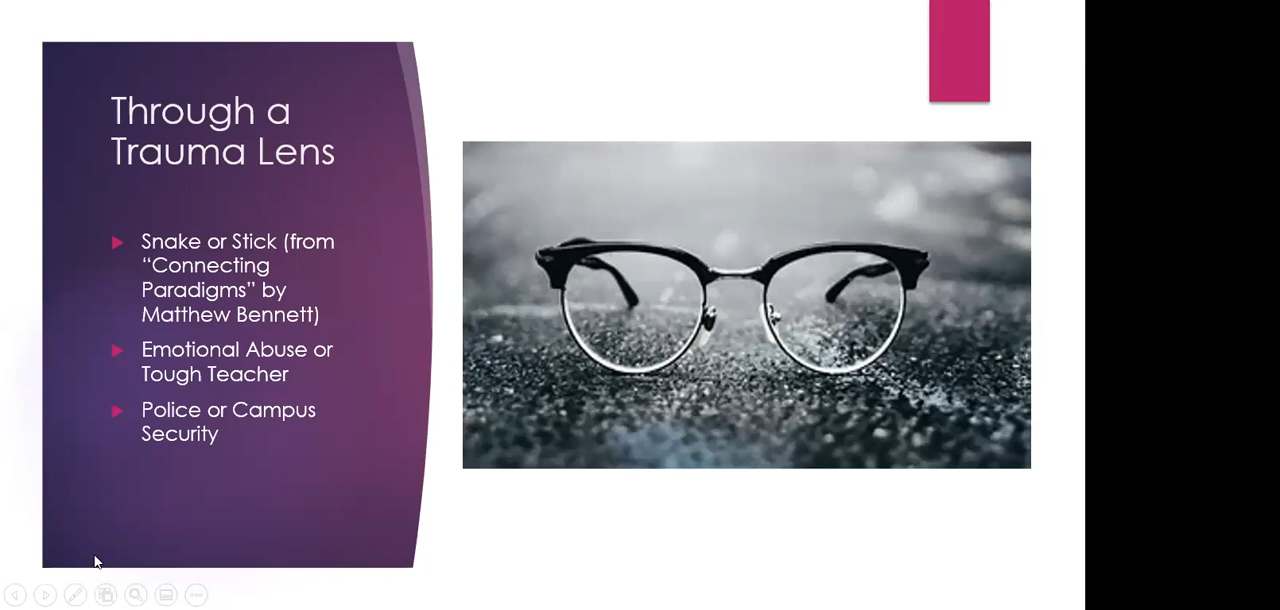 Through a
Trauma Lens
Snake or Stick (from
“Connecting
Paradigms” by
Matthew Bennett)
Emotional Abuse or
Tough Teacher
Police or Campus
Security